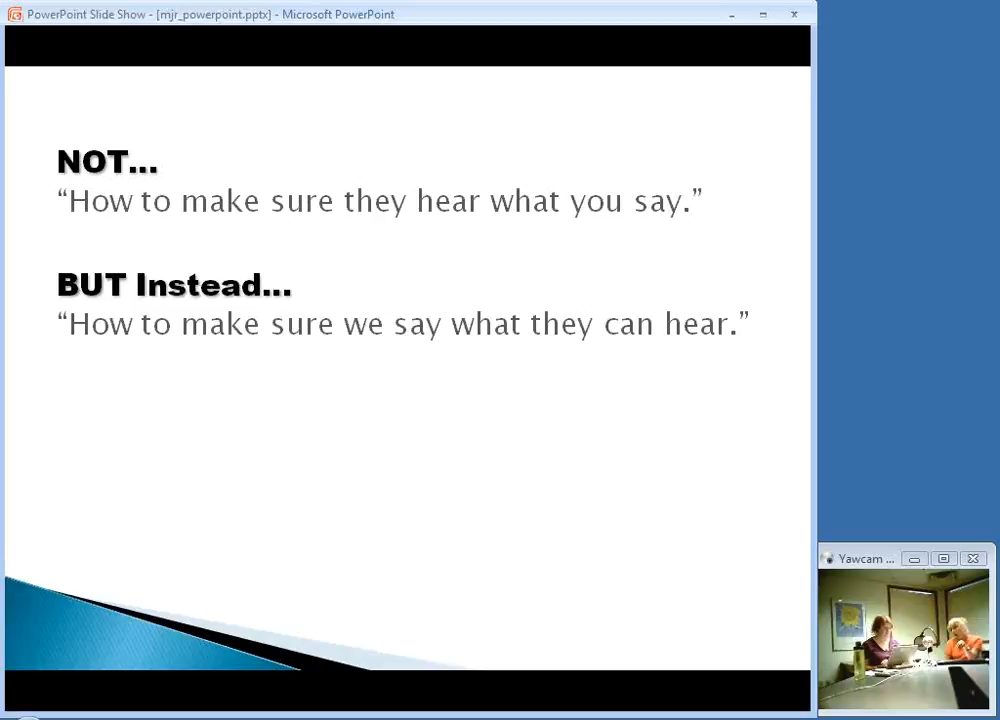 PowerPoint Slide Show - [mjr_powerpoint.pptx] - Microsoft PowerPoint
NOT...
“How to make sure they hear what you say.”
BUT Instead...
“How to make sure we say what they can hear.”
Yawcam ...